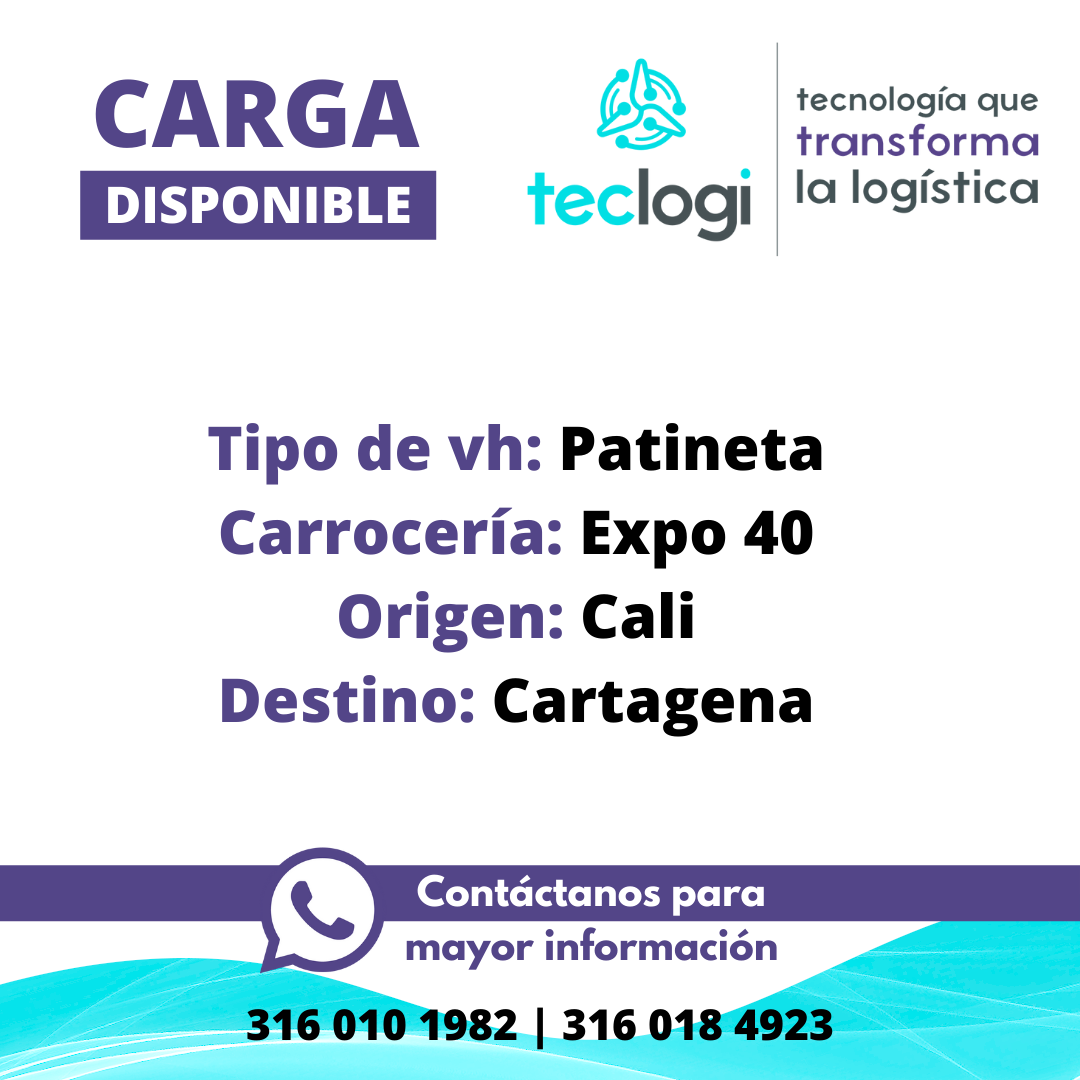 CARGA
DISPONIBLE
teclogi
tecnología que
transforma
la logística
Tipo de vh: Patineta
Carrocería: Expo 40
Origen: Cali
Destino: Cartagena
Contáctanos para
mayor información
316 010 1982 | 316 018 4923